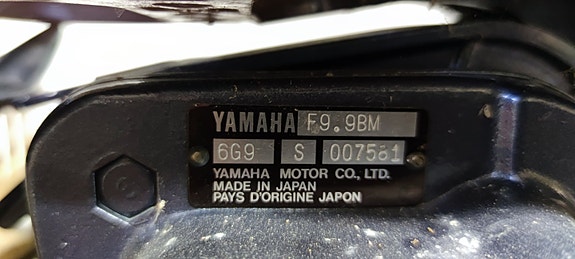 YAMAHA F9.9BM
6G9 S 007581
YAMAHA MOTOR CO., LTD.
MADE IN JAPAN
PAYS D'ORIGINE JAPON